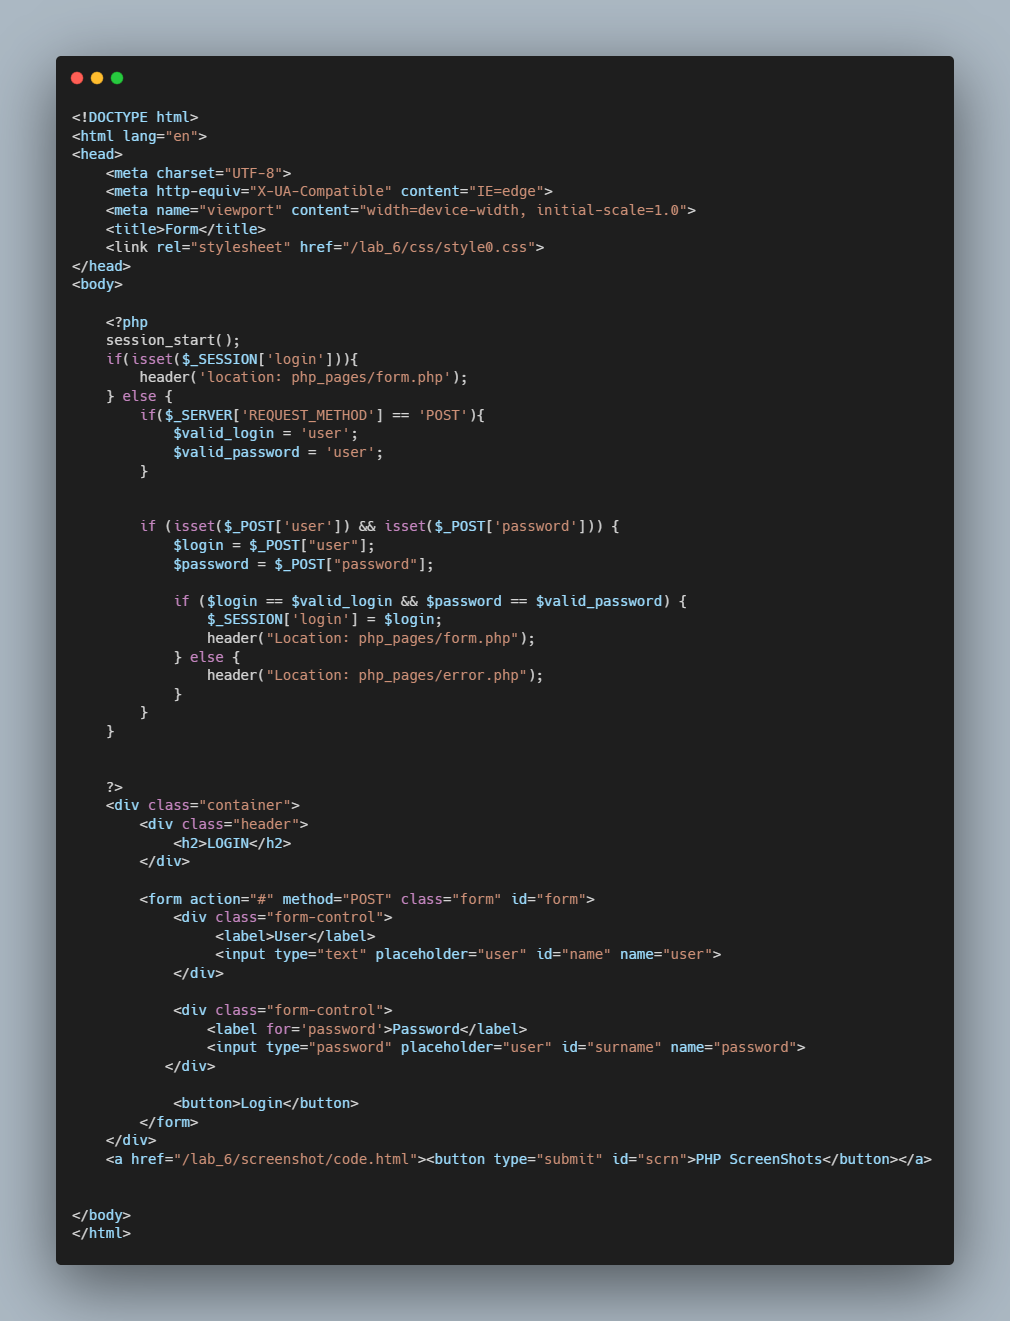 <!DOCTYPE html>
<html lang="en">
<head>
    <meta charset="UTF-8">
    <meta http-equiv="X-UA-Compatible" content="IE=edge">
    <meta name="viewport" content="width=device-width, initial-scale=1.0">
    <title>Form</title>
    <link rel="stylesheet" href="/lab_6/css/style0.css">
</head>
<body>

    <?php
    session_start();
    if(isset($_SESSION['login'])){
        header('location: php_pages/form.php');
    } else {
        if($_SERVER['REQUEST_METHOD'] == 'POST'){
            $valid_login = 'user';
            $valid_password = 'user';
        }


        if (isset($_POST['user']) && isset($_POST['password'])) {
            $login = $_POST["user"];
            $password = $_POST["password"];

            if ($login == $valid_login && $password == $valid_password) {
                $_SESSION['login'] = $login;
                header("Location: php_pages/form.php");
            } else {
                header("Location: php_pages/error.php");
            }
        }
    }


    ?>
    <div class="container">
        <div class="header">
            <h2>LOGIN</h2>
        </div>

        <form action="#" method="POST" class="form" id="form">
            <div class="form-control">
                 <label>User</label>
                 <input type="text" placeholder="user" id="name" name="user">
            </div>

            <div class="form-control">
                <label for='password'>Password</label>
                <input type="password" placeholder="user" id="surname" name="password">
           </div>

            <button>Login</button>
        </form>
    </div>
    <a href="/lab_6/screenshot/code.html"><button type="submit" id="scrn">PHP ScreenShots</button></a>


</body>
</html>